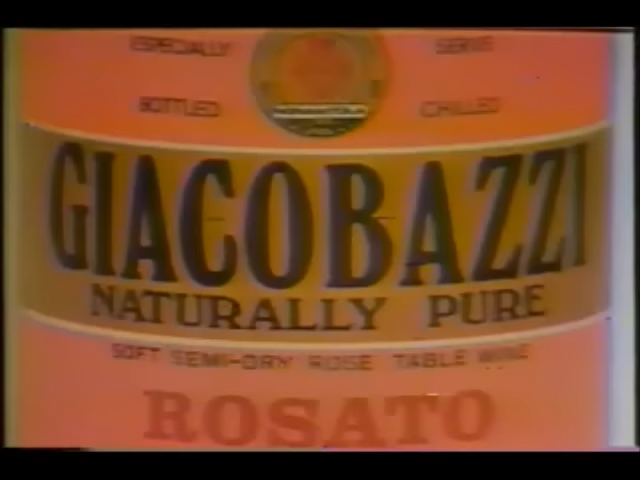 ESPECIALLY SERVE
BOTTLED CHILLED
GIACOBAZZI
NATURALLY PURE
SOFT SEMI-DRY ROSE TABLE WINE
ROSATO